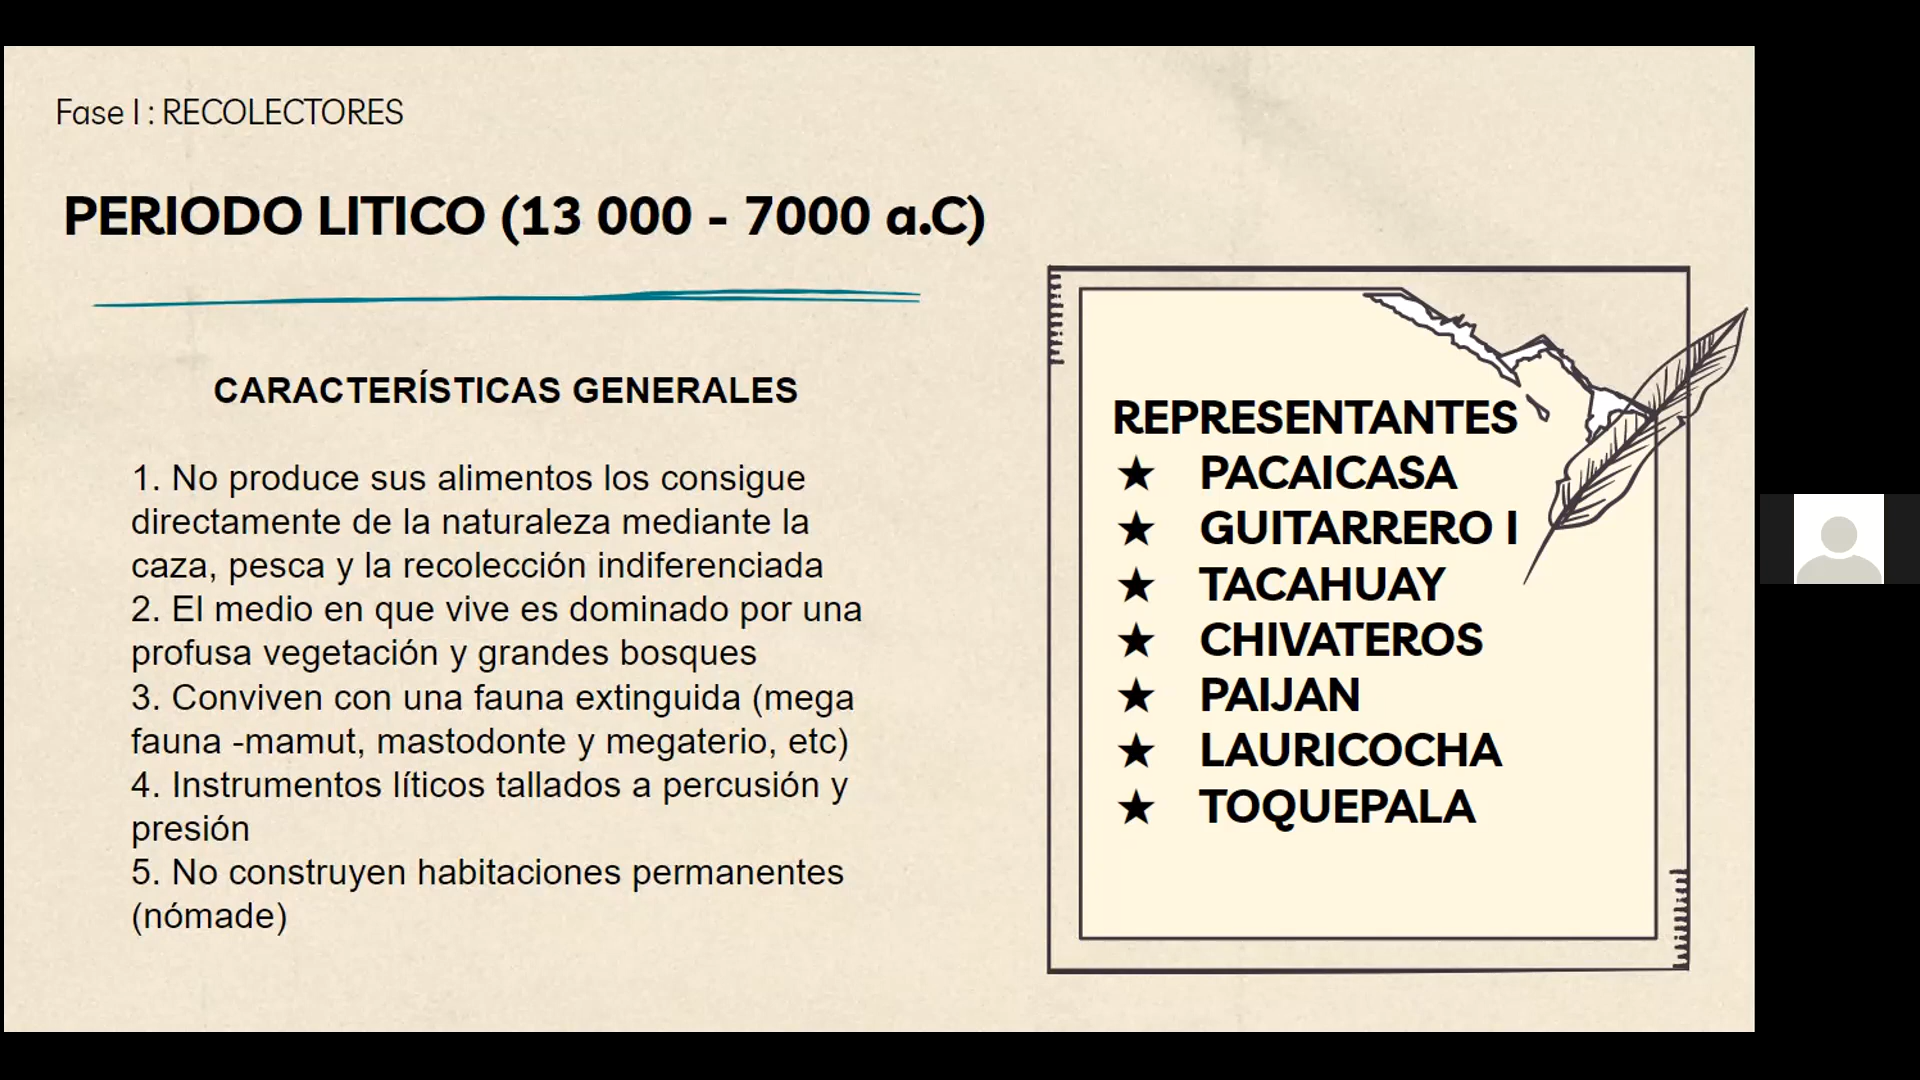 Fase I : RECOLECTORES
PERIODO LITICO (13 000 - 7000 a.C)
CARACTERÍSTICAS GENERALES
1. No produce sus alimentos los consigue
directamente de la naturaleza mediante la
caza, pesca y la recolección indiferenciada
2. El medio en que vive es dominado por una
profusa vegetación y grandes bosques
3. Conviven con una fauna extinguida (mega
fauna -mamut, mastodonte y megaterio, etc)
4. Instrumentos líticos tallados a percusión y
presión
5. No construyen habitaciones permanentes
(nómade)
REPRESENTANTES
★ PACAICASA
★ GUITARRERO I
★ TACAHUAY
★ CHIVATEROS
★ PAIJAN
★ LAURICOCHA
★ TOQUEPALA